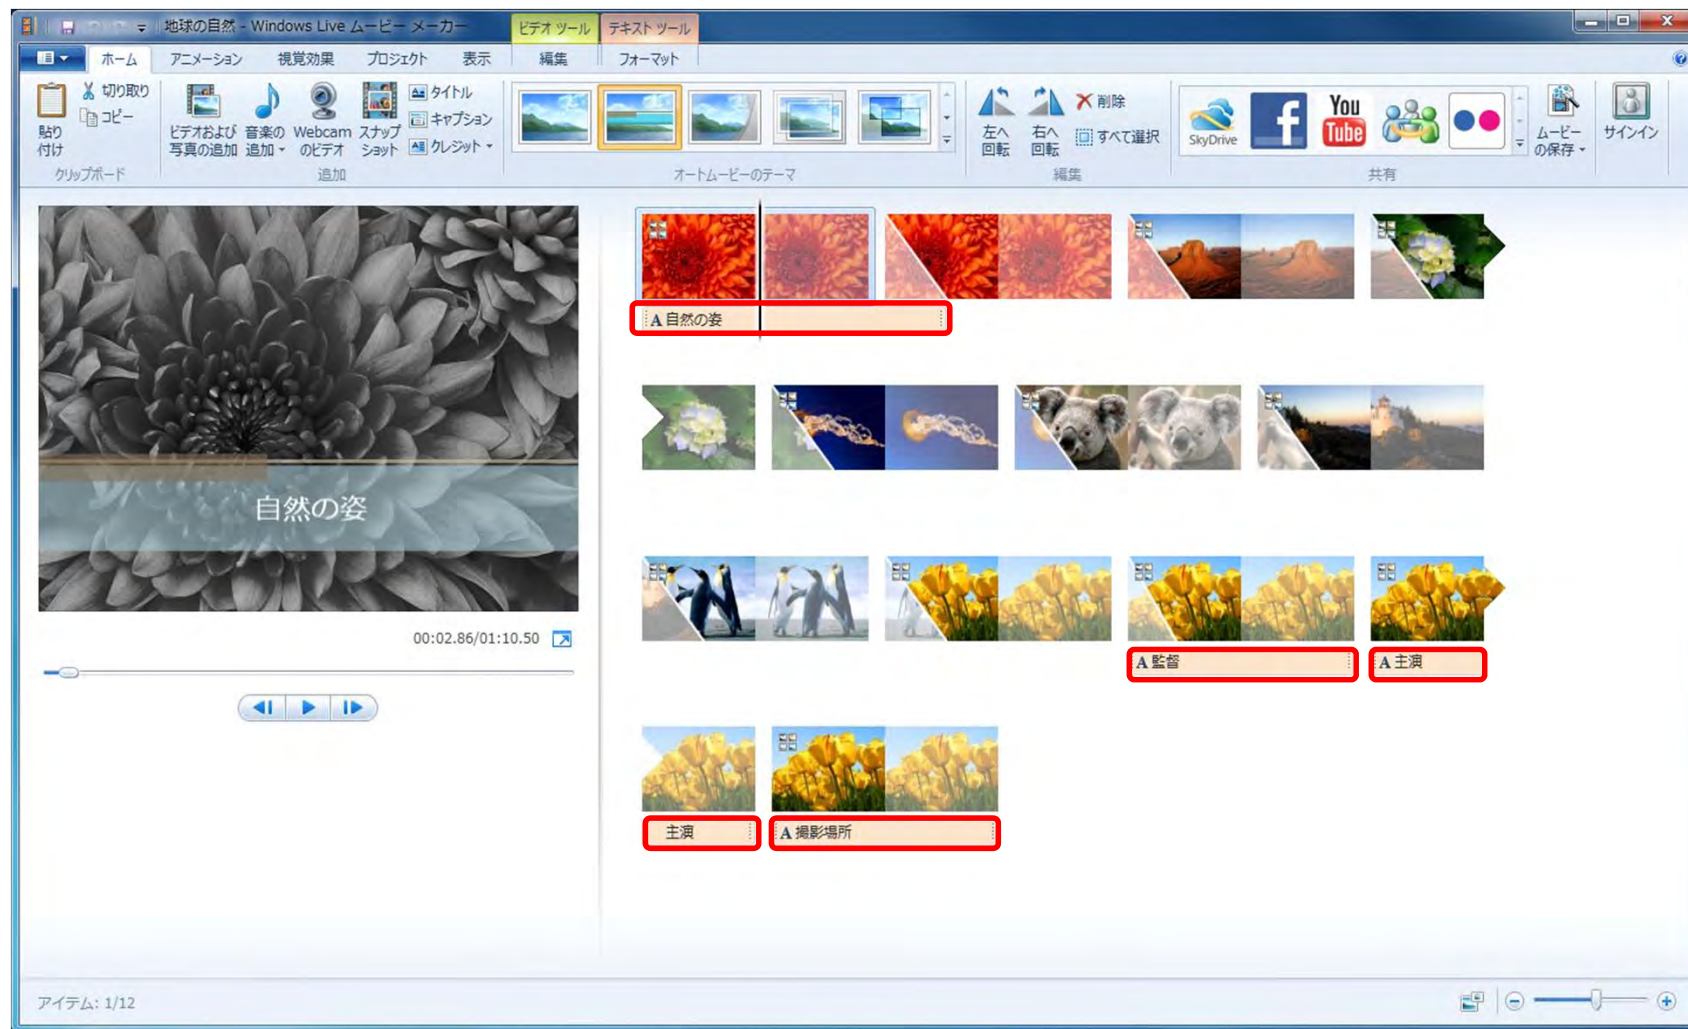 地球の自然 - Windows Live ムービー メーカー
ビデオ ツール
テキスト ツール
ホーム
アニメーション
視覚効果
プロジェクト
表示
編集
フォーマット
貼り
付け
切り取り
コピー
クリップボード
ビデオおよび
写真の追加
音楽の
追加
Webcam
のビデオ
スナップ
ショット
タイトル
キャプション
クレジット
追加
オートムービーのテーマ
左へ
回転
右へ
回転
削除
すべて選択
編集
SkyDrive
You
Tube
共有
ムービー
の保存
サインイン
自然の姿
00:02.86/01:10.50
A 自然の姿
A 監督
A 主演
主演
A 撮影場所
アイテム: 1/12